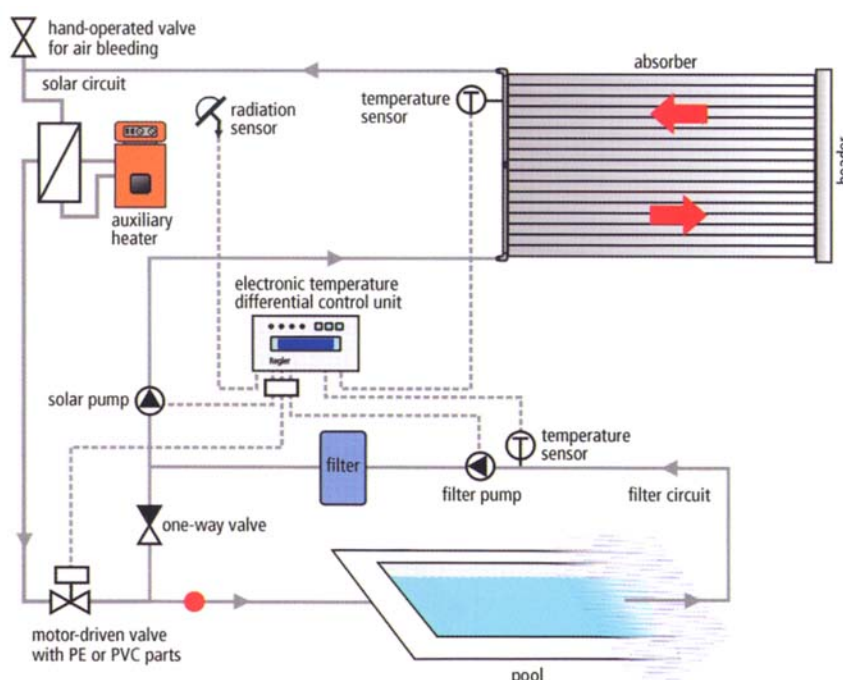 hand-operated valve
for air bleeding
solar circuit
absorber
radiation
sensor
temperature
sensor
header
auxiliary
heater
electronic temperature
differential control unit
Regler
solar pump
temperature
sensor
filter
filter pump
filter circuit
one-way valve
motor-driven valve
with PE or PVC parts
pool